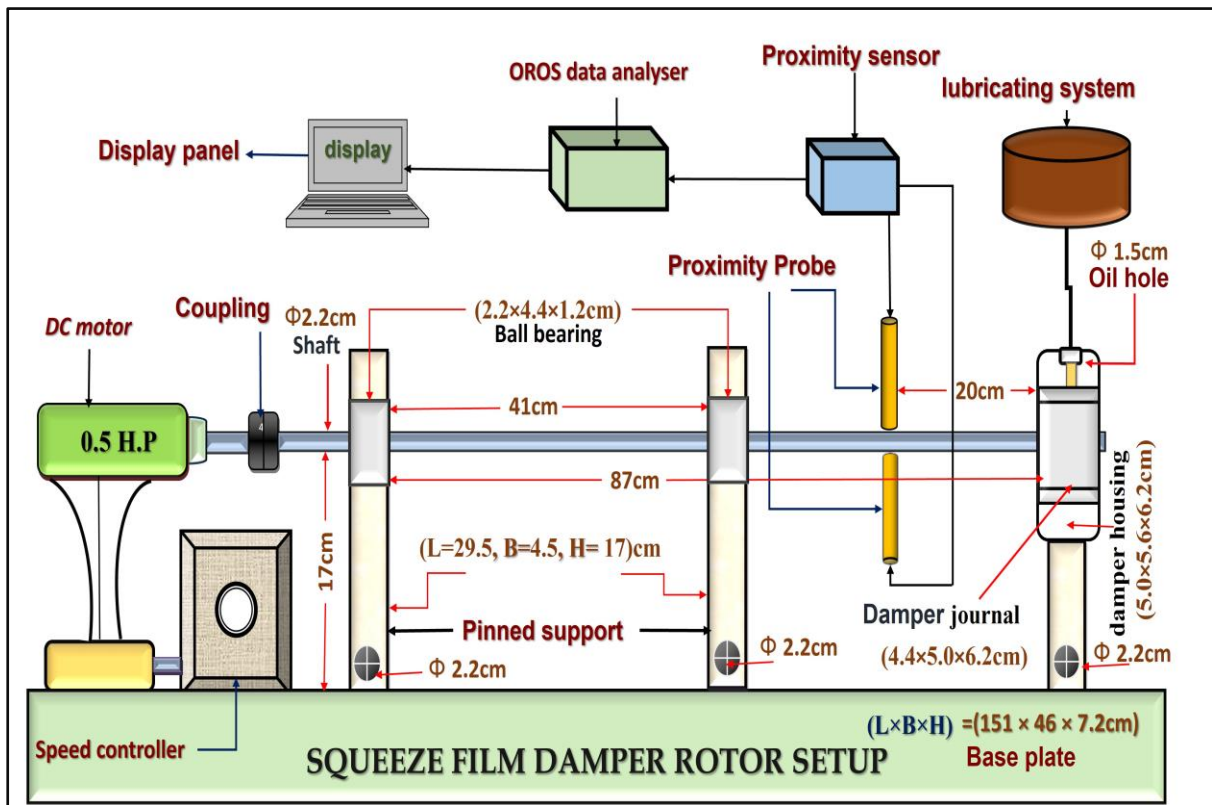 OROS data analyser
Proximity sensor
lubricating system
Display panel
display
Φ 1.5cm
Oil hole
Proximity Probe
Coupling
DC motor
Φ2.2cm
Shaft
(2.2×4.4×1.2cm)
Ball bearing
41cm
20cm
4
0.5 H.P
87cm
17cm
(L=29.5, B=4.5, H= 17)cm
damper housing
(5.0×5.6×6.2cm)
Damper journal
(4.4×5.0×6.2cm)
Pinned support
Φ 2.2cm
Φ 2.2cm
Φ 2.2cm
Speed controller
(L×B×H) =(151 × 46 × 7.2cm)
Base plate
SQUEEZE FILM DAMPER ROTOR SETUP